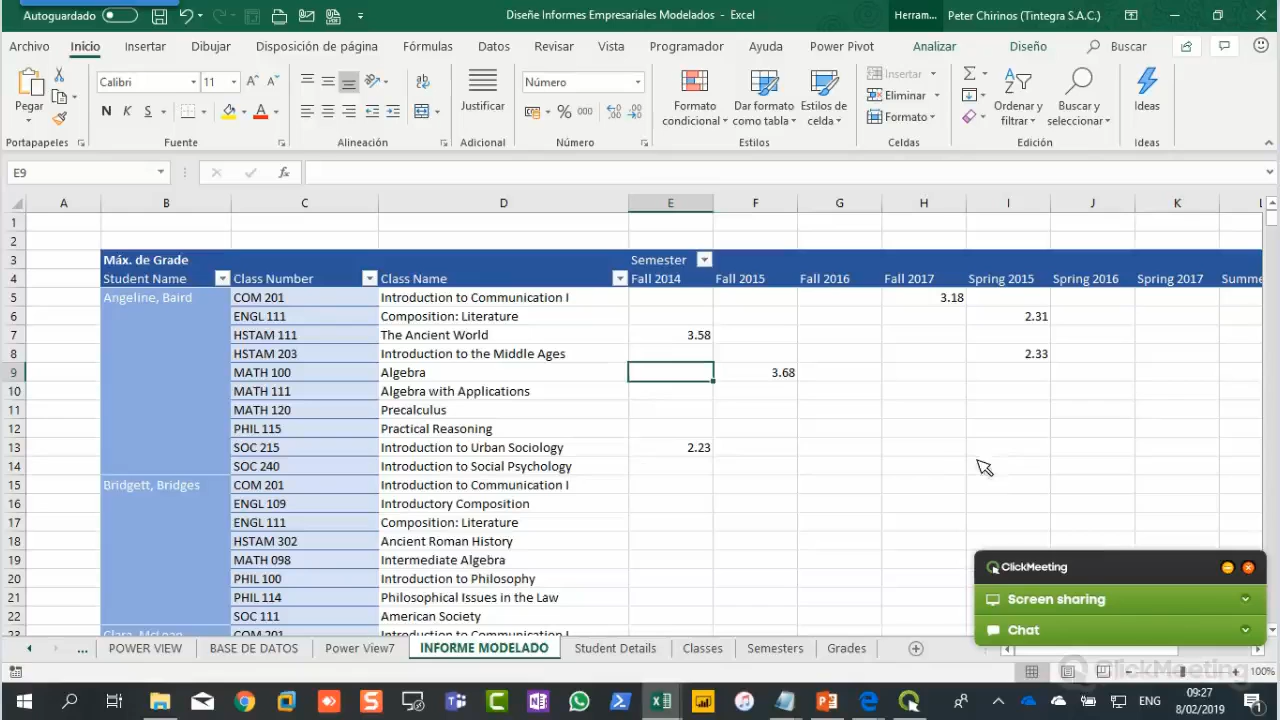 Autoguardado
Diseñe Informes Empresariales Modelados - Excel
Herram...
Peter Chirinos (Tintegra S.A.C.)
Archivo Inicio Insertar Dibujar Disposición de página Fórmulas Datos Revisar Vista Programador Ayuda Power Pivot Analizar Diseño Buscar
Pegar
Calibri 11
N K S
Justificar
Número
% 000
Formato condicional
Dar formato como tabla
Estilos de celda
Insertar
Eliminar
Formato
Ordenar y filtrar
Buscar y seleccionar
Ideas
Portapapeles Fuente Alineación Adicional Número Estilos Celdas Edición Ideas
E9 fx
A B C D E F G H I J K L
1
2
3 Máx. de Grade Semester
4 Student Name Class Number Class Name Fall 2014 Fall 2015 Fall 2016 Fall 2017 Spring 2015 Spring 2016 Spring 2017 Summe
5 Angeline, Baird COM 201 Introduction to Communication I 3.18
6 ENGL 111 Composition: Literature 2.31
7 HSTAM 111 The Ancient World 3.58
8 HSTAM 203 Introduction to the Middle Ages 2.33
9 MATH 100 Algebra 3.68
10 MATH 111 Algebra with Applications
11 MATH 120 Precalculus
12 PHIL 115 Practical Reasoning
13 SOC 215 Introduction to Urban Sociology 2.23
14 SOC 240 Introduction to Social Psychology
15 Bridgett, Bridges COM 201 Introduction to Communication I
16 ENGL 109 Introductory Composition
17 ENGL 111 Composition: Literature
18 HSTAM 302 Ancient Roman History
19 MATH 098 Intermediate Algebra
20 PHIL 100 Introduction to Philosophy
21 PHIL 114 Philosophical Issues in the Law
22 SOC 111 American Society
23 Clara, McLean COM 201 Introduction to Communication I
ClickMeeting
Screen sharing
Chat
... POWER VIEW BASE DE DATOS Power View7 INFORME MODELADO Student Details Classes Semesters Grades
ClickMeeting
100%
ENG
09:27
8/02/2019